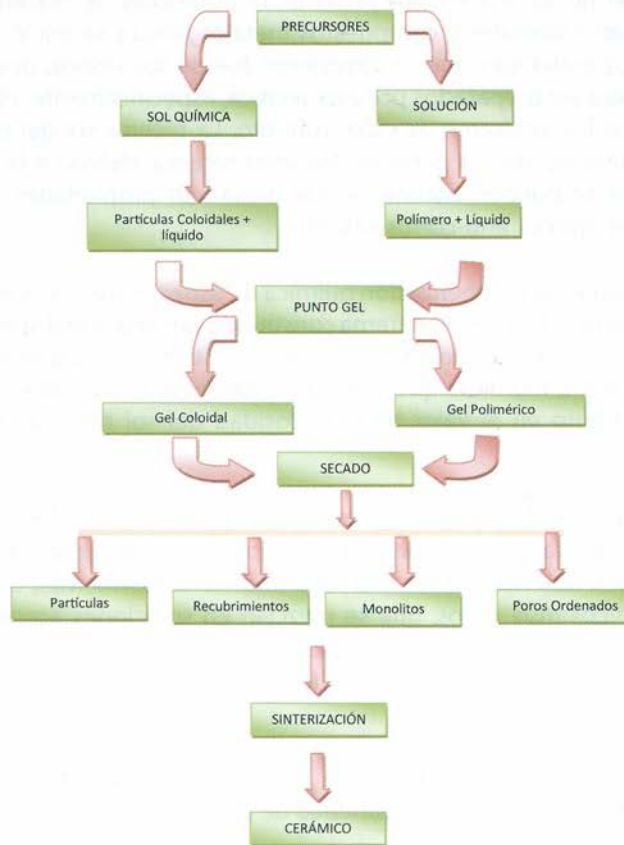 PRECURSORES
SOL QUÍMICA
SOLUCIÓN
Partículas Coloidales +
líquido
Polímero + Líquido
PUNTO GEL
Gel Coloidal
Gel Polimérico
SECADO
Partículas
Recubrimientos
Monolitos
Poros Ordenados
SINTERIZACIÓN
CERÁMICO